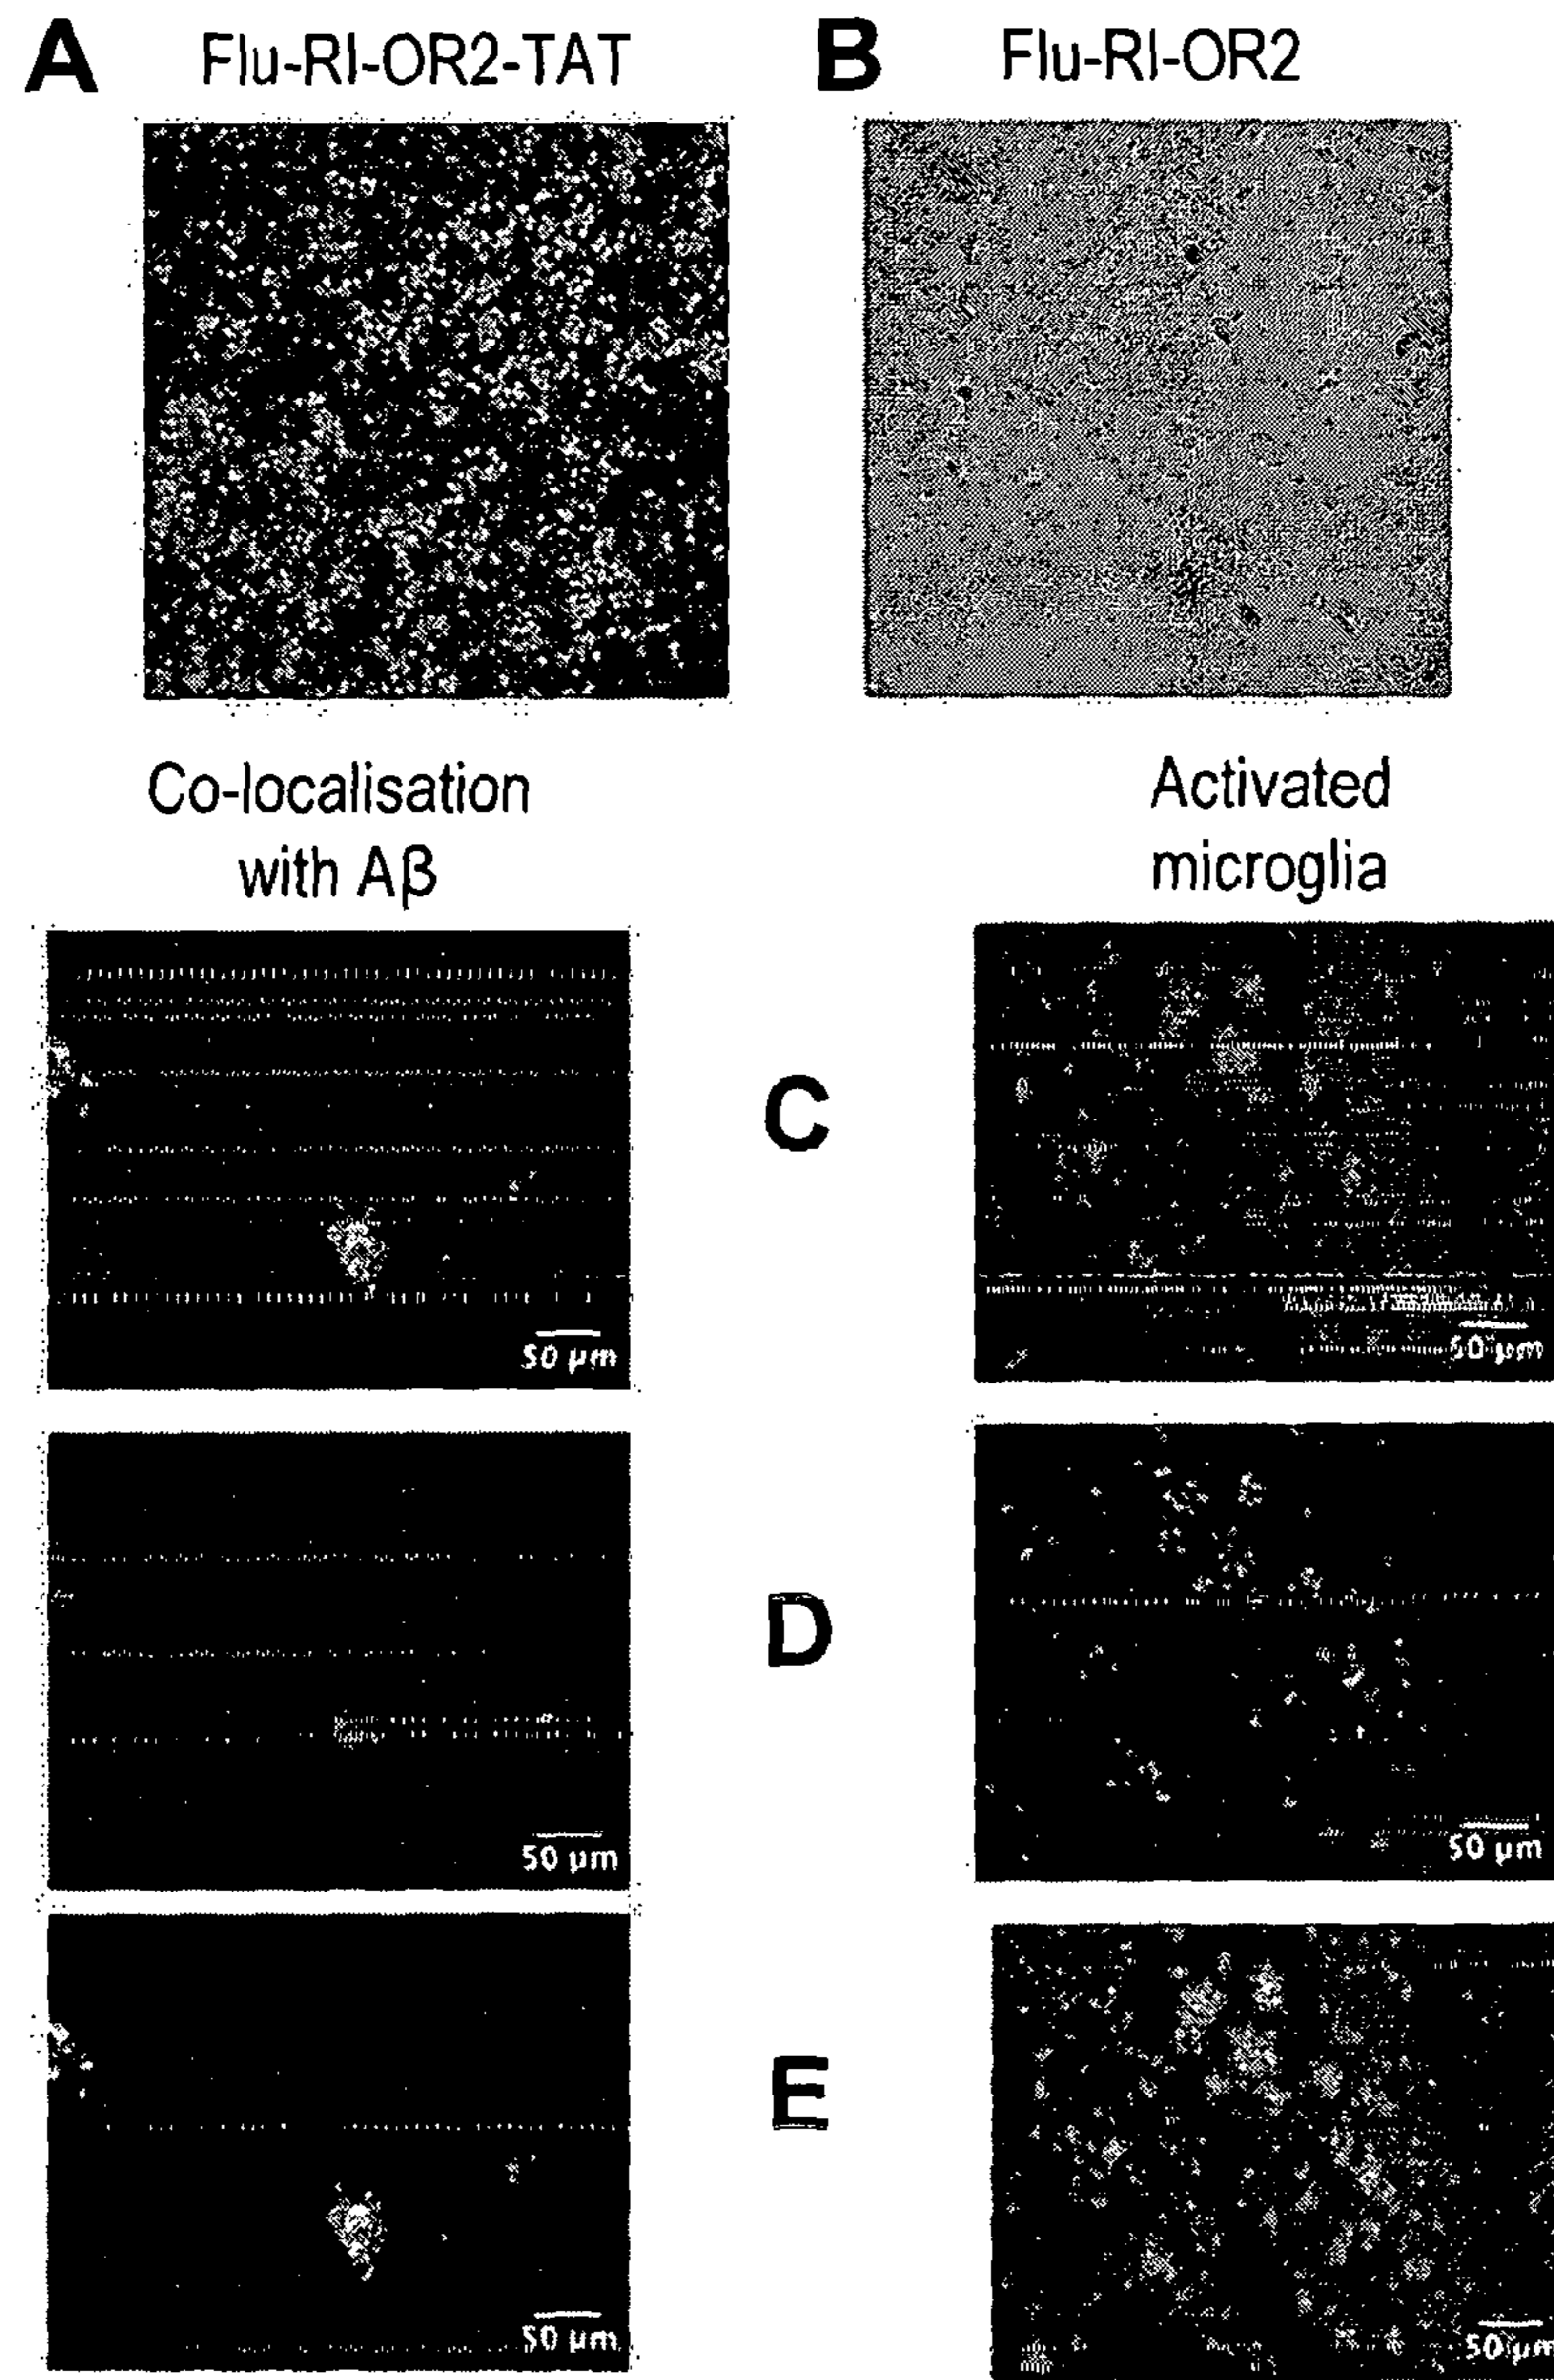 A Flu-RI-OR2-TAT B Flu-RI-OR2
Co-localisation
with Aβ
Activated
microglia
C
50 μm
50 μm
D
50 μm
50 μm
E
50 μm
50 μm